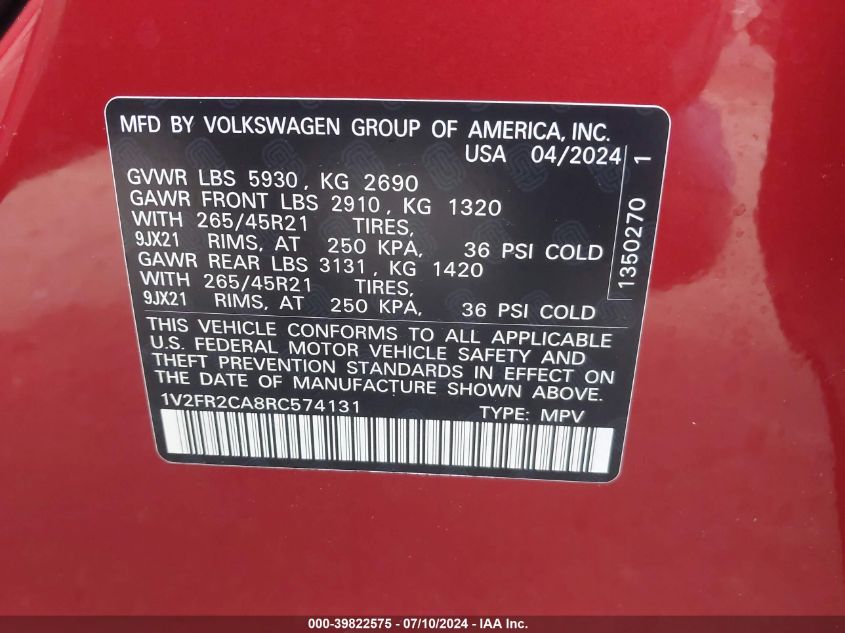 MFD BY VOLKSWAGEN GROUP OF AMERICA, INC.
USA 04/2024
GVWR LBS 5930, KG 2690
GAWR FRONT LBS 2910, KG 1320
WITH 265/45R21 TIRES,
9JX21 RIMS, AT 250 KPA, 36 PSI COLD
GAWR REAR LBS 3131, KG 1420
WITH 265/45R21 TIRES,
9JX21 RIMS, AT 250 KPA, 36 PSI COLD
1350270 1
THIS VEHICLE CONFORMS TO ALL APPLICABLE
U.S. FEDERAL MOTOR VEHICLE SAFETY AND
THEFT PREVENTION STANDARDS IN EFFECT ON
THE DATE OF MANUFACTURE SHOWN ABOVE.
1V2FR2CA8RC574131 TYPE: MPV
000-39822575 - 07/10/2024 - IAA Inc.